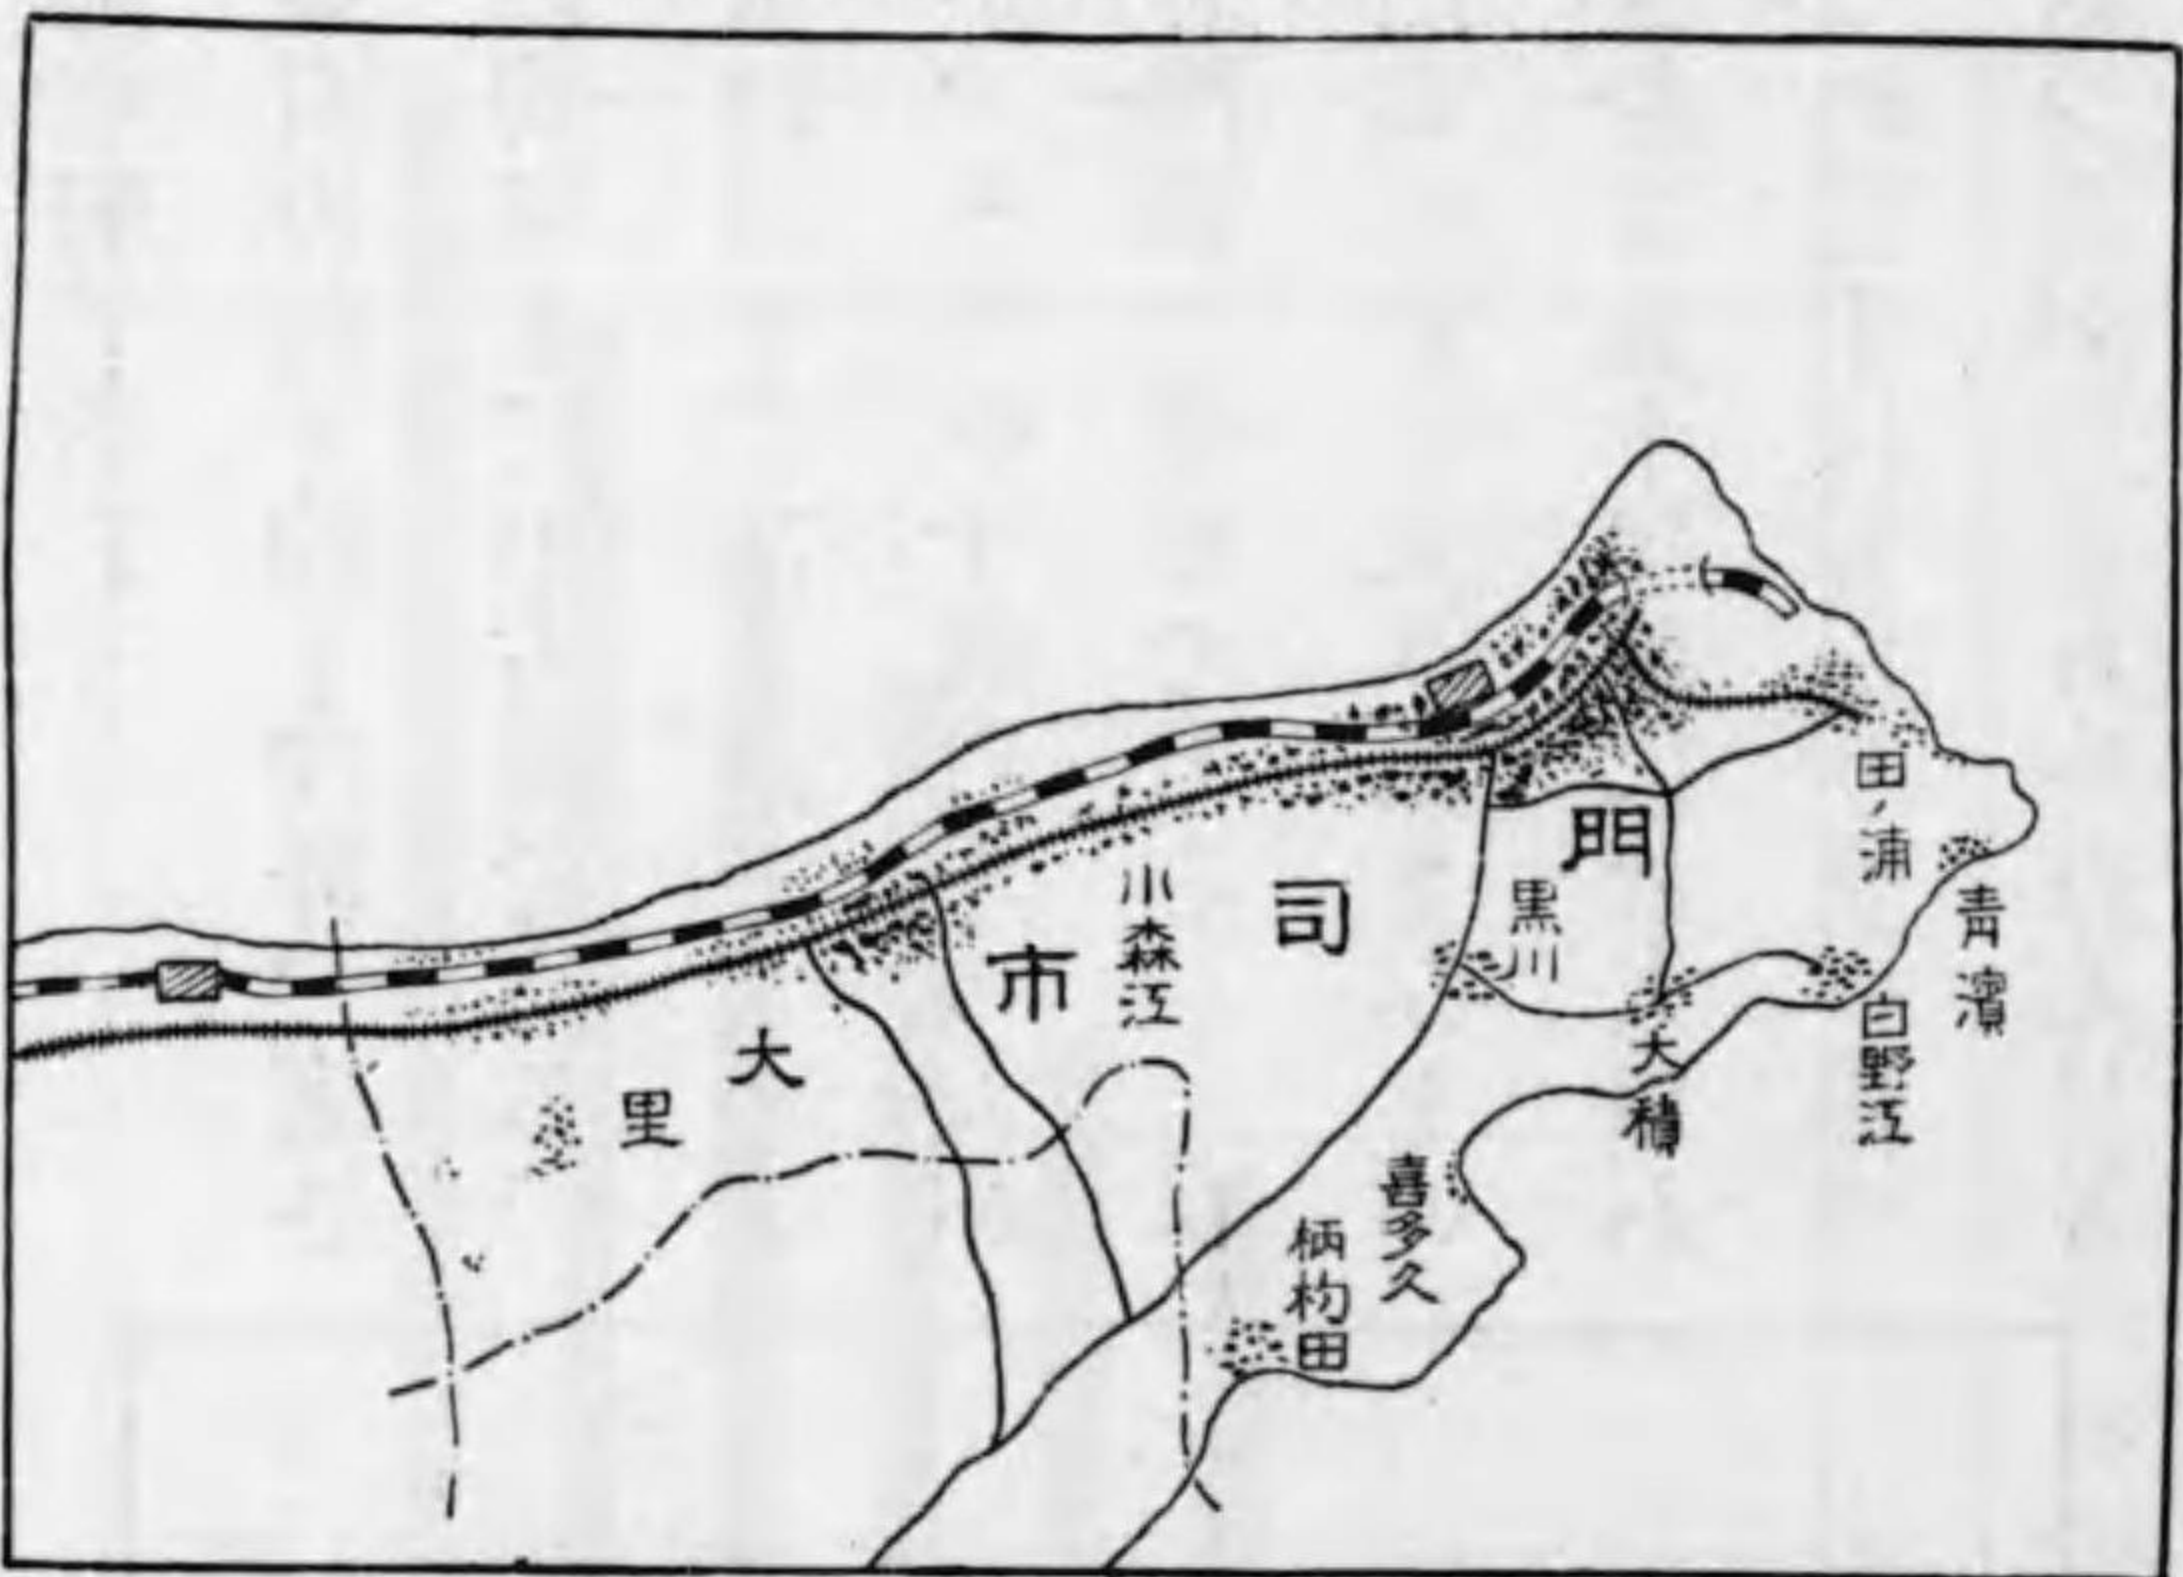 門司市
田ノ浦
青濱
白野江
黒川
大積
小森江
大里
喜多久
柄杓田